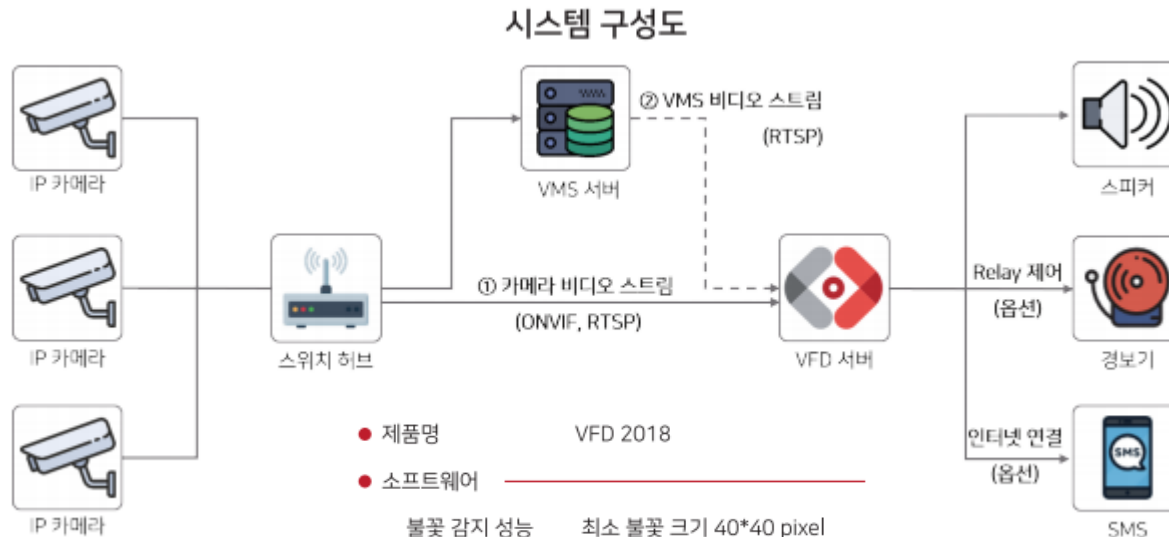 시스템 구성도
IP 카메라
IP 카메라
IP 카메라
스위치 허브
VMS 서버
② VMS 비디오 스트림
(RTSP)
① 카메라 비디오 스트림
(ONVIF, RTSP)
VFD 서버
스피커
Relay 제어
(옵션)
경보기
인터넷 연결
(옵션)
SMS
SMS
● 제품명 VFD 2018
● 소프트웨어
불꽃 감지 성능 최소 불꽃 크기 40*40 pixel